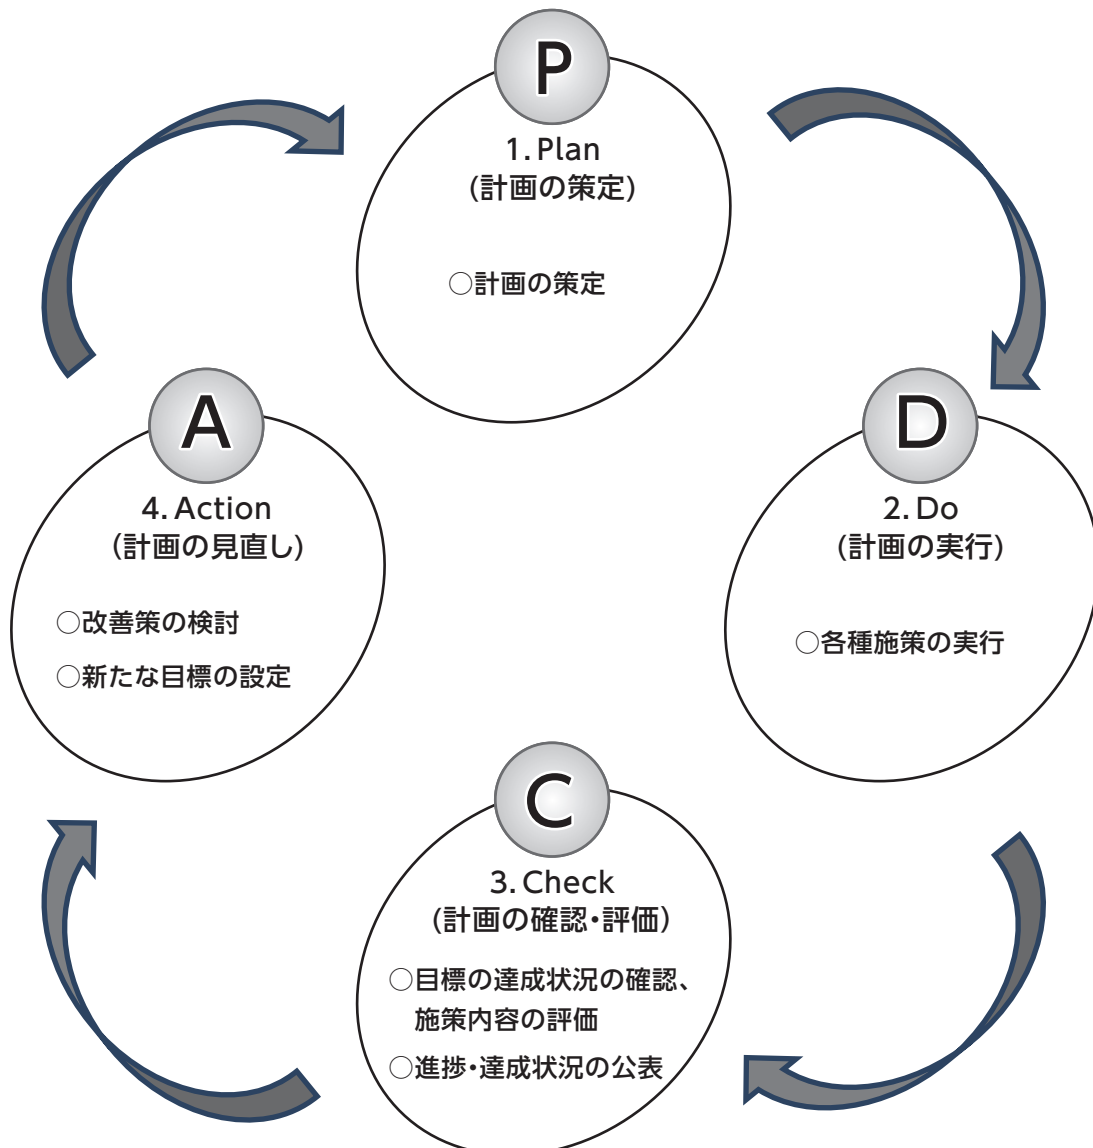 P
1. Plan
(計画の策定)
○計画の策定
D
2. Do
(計画の実行)
○各種施策の実行
C
3. Check
(計画の確認・評価)
○目標の達成状況の確認、
施策内容の評価
○進捗・達成状況の公表
A
4. Action
(計画の見直し)
○改善策の検討
○新たな目標の設定